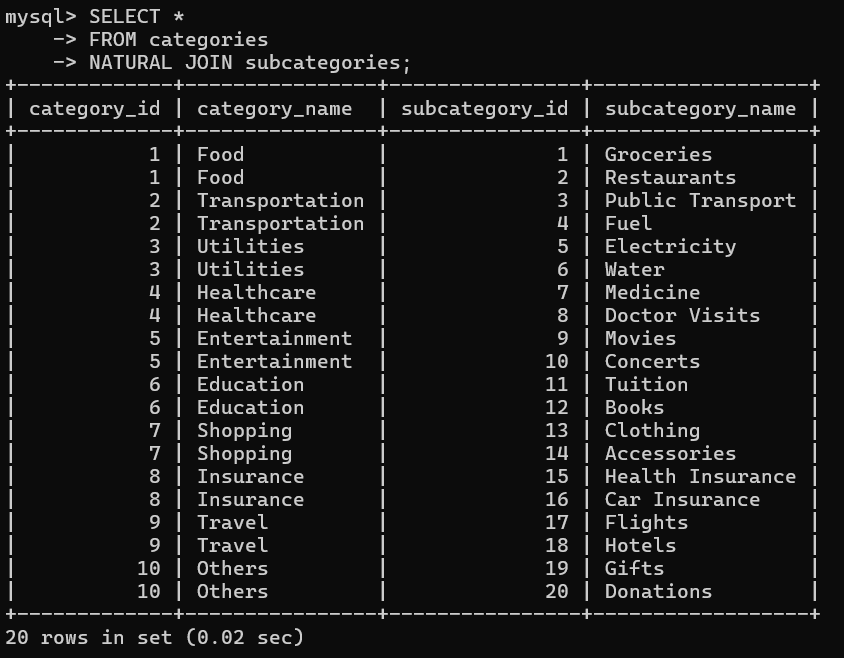 mysql> SELECT *
    -> FROM categories
    -> NATURAL JOIN subcategories;
+-------------+----------------+----------------+------------------+
| category_id | category_name  | subcategory_id | subcategory_name |
+-------------+----------------+----------------+------------------+
|           1 | Food           |              1 | Groceries        |
|           1 | Food           |              2 | Restaurants      |
|           2 | Transportation |              3 | Public Transport |
|           2 | Transportation |              4 | Fuel             |
|           3 | Utilities      |              5 | Electricity      |
|           3 | Utilities      |              6 | Water            |
|           4 | Healthcare     |              7 | Medicine         |
|           4 | Healthcare     |              8 | Doctor Visits    |
|           5 | Entertainment  |              9 | Movies           |
|           5 | Entertainment  |             10 | Concerts         |
|           6 | Education      |             11 | Tuition          |
|           6 | Education      |             12 | Books            |
|           7 | Shopping       |             13 | Clothing         |
|           7 | Shopping       |             14 | Accessories      |
|           8 | Insurance      |             15 | Health Insurance |
|           8 | Insurance      |             16 | Car Insurance    |
|           9 | Travel         |             17 | Flights          |
|           9 | Travel         |             18 | Hotels           |
|          10 | Others         |             19 | Gifts            |
|          10 | Others         |             20 | Donations        |
+-------------+----------------+----------------+------------------+
20 rows in set (0.02 sec)